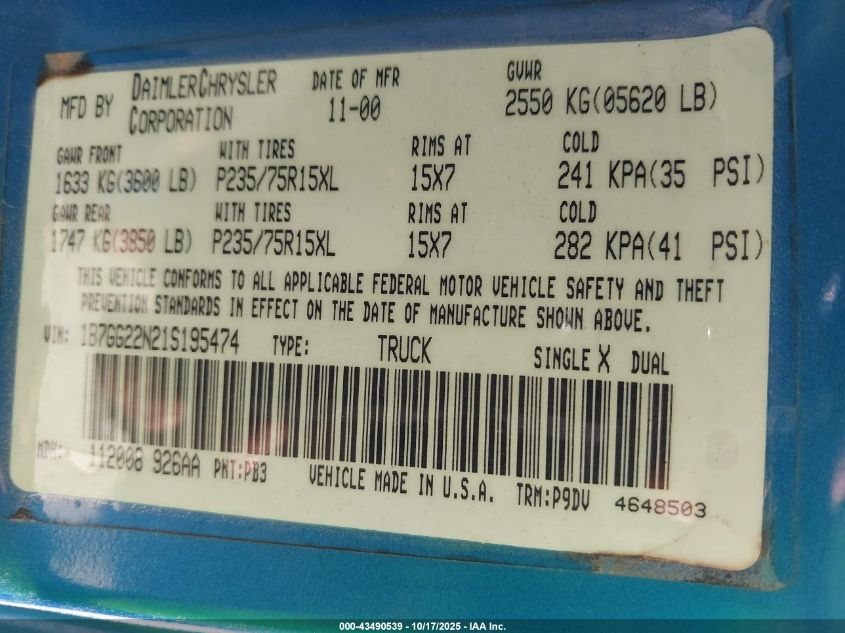 MFD BY DAIMLERCHRYSLER CORPORATION DATE OF MFR 11-00 GVWR 2550 KG(05620 LB)
GAWR FRONT WITH TIRES RIMS AT COLD
1633 KG(3600 LB) P235/75R15XL 15X7 241 KPA(35 PSI)
GAWR REAR WITH TIRES RIMS AT COLD
1747 KG(3850 LB) P235/75R15XL 15X7 282 KPA(41 PSI)
THIS VEHICLE CONFORMS TO ALL APPLICABLE FEDERAL MOTOR VEHICLE SAFETY AND THEFT
PREVENTION STANDARDS IN EFFECT ON THE DATE OF MANUFACTURE SHOWN ABOVE.
VIN: 1B7GG22N21S195474 TYPE: TRUCK SINGLE X DUAL
MDH: 112008 926AA PNT:PB3 VEHICLE MADE IN U.S.A. TRM:P9DV 4648503
000-43490539 - 10/17/2025 - IAA Inc.